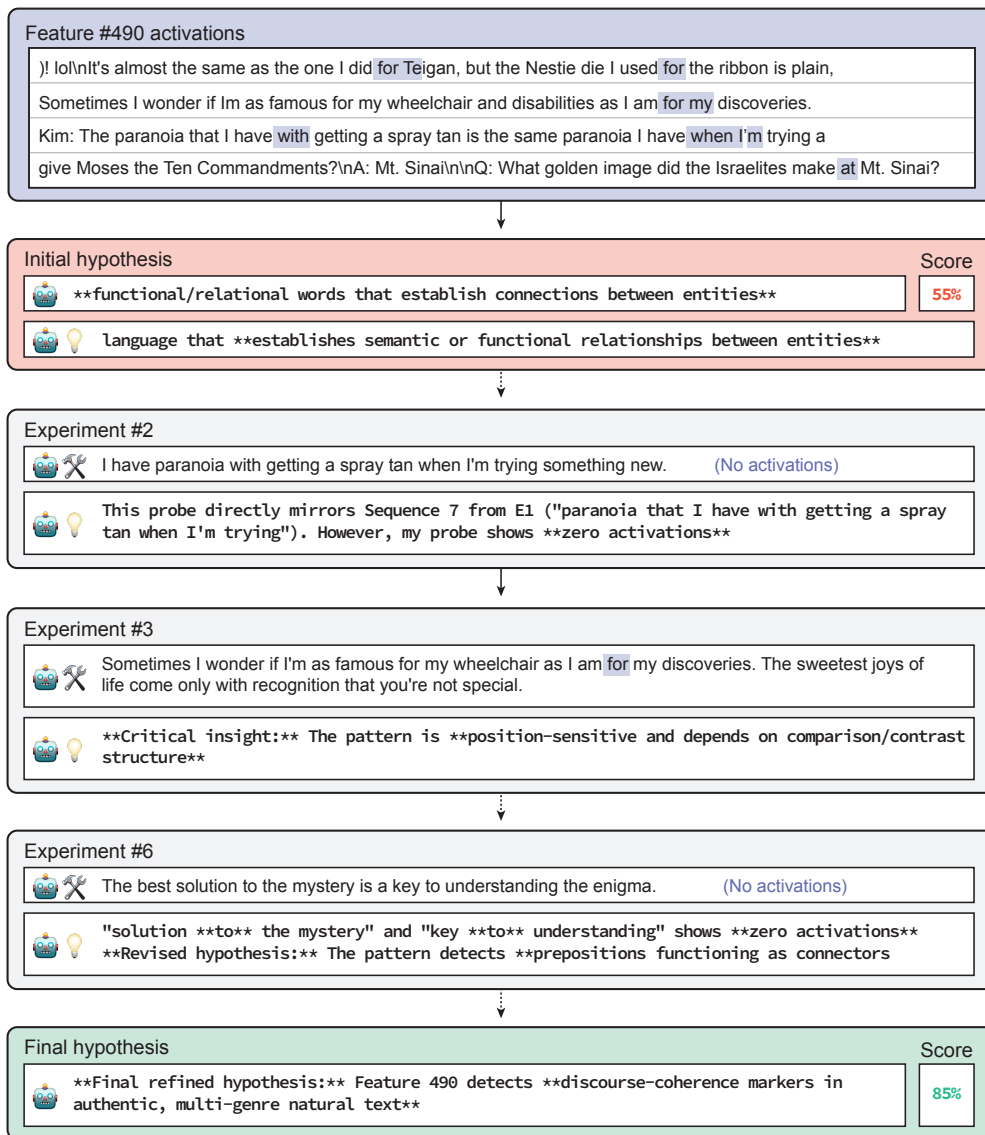 Feature #490 activations
)! lol\nIt's almost the same as the one I did for Teigan, but the Nestie die I used for the ribbon is plain,
Sometimes I wonder if Im as famous for my wheelchair and disabilities as I am for my discoveries.
Kim: The paranoia that I have with getting a spray tan is the same paranoia I have when I'm trying a
give Moses the Ten Commandments?\nA: Mt. Sinai\n\nQ: What golden image did the Israelites make at Mt. Sinai?
Initial hypothesis
Score
**functional/relational words that establish connections between entities**
55%
language that **establishes semantic or functional relationships between entities**
Experiment #2
I have paranoia with getting a spray tan when I'm trying something new. (No activations)
This probe directly mirrors Sequence 7 from E1 ("paranoia that I have with getting a spray
tan when I'm trying"). However, my probe shows **zero activations**
Experiment #3
Sometimes I wonder if I'm as famous for my wheelchair as I am for my discoveries. The sweetest joys of
life come only with recognition that you're not special.
**Critical insight:** The pattern is **position-sensitive and depends on comparison/contrast
structure**
Experiment #6
The best solution to the mystery is a key to understanding the enigma. (No activations)
"solution **to** the mystery" and "key **to** understanding" shows **zero activations**
**Revised hypothesis:** The pattern detects **prepositions functioning as connectors
Final hypothesis
Score
**Final refined hypothesis:** Feature 490 detects **discourse-coherence markers in
authentic, multi-genre natural text**
85%